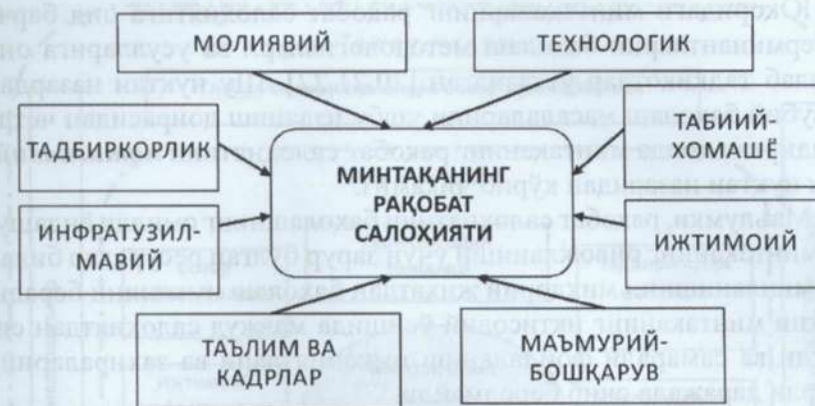 МОЛИЯВИЙ
ТЕХНОЛОГИК
ТАДБИРКОРЛИК
ТАБИИЙ-
ХОМАШЁ
МИНТАҚАНИНГ
РАҚОБАТ
САЛОҲИЯТИ
ИНФРАТУЗИЛ-
МАВИЙ
ИЖТИМОИЙ
ТАЪЛИМ ВА
КАДРЛАР
МАЪМУРИЙ-
БОШҚАРУВ